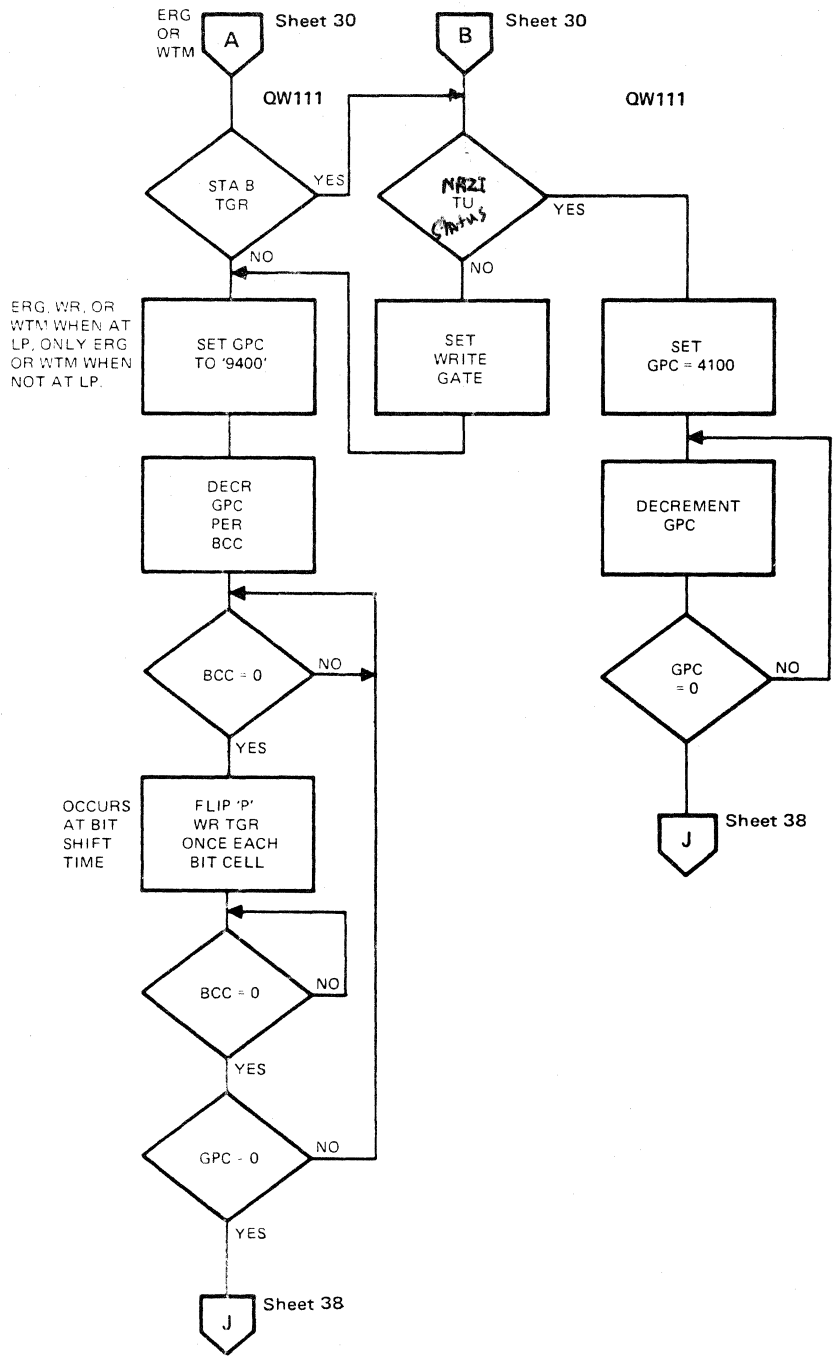 ERG
OR
WTM
A
Sheet 30
B
Sheet 30
QW111
QW111
STA B
TGR
YES
NO
NRZI
TU
Status
YES
NO
ERG, WR, OR
WTM WHEN AT
LP, ONLY ERG
OR WTM WHEN
NOT AT LP.
SET GPC
TO '9400'
SET
WRITE
GATE
SET
GPC = 4100
DECR
GPC
PER
BCC
DECREMENT
GPC
BCC = 0
NO
YES
GPC
= 0
NO
OCCURS
AT BIT
SHIFT
TIME
FLIP 'P'
WR TGR
ONCE EACH
BIT CELL
J
Sheet 38
BCC = 0
NO
YES
GPC - 0
NO
YES
J
Sheet 38